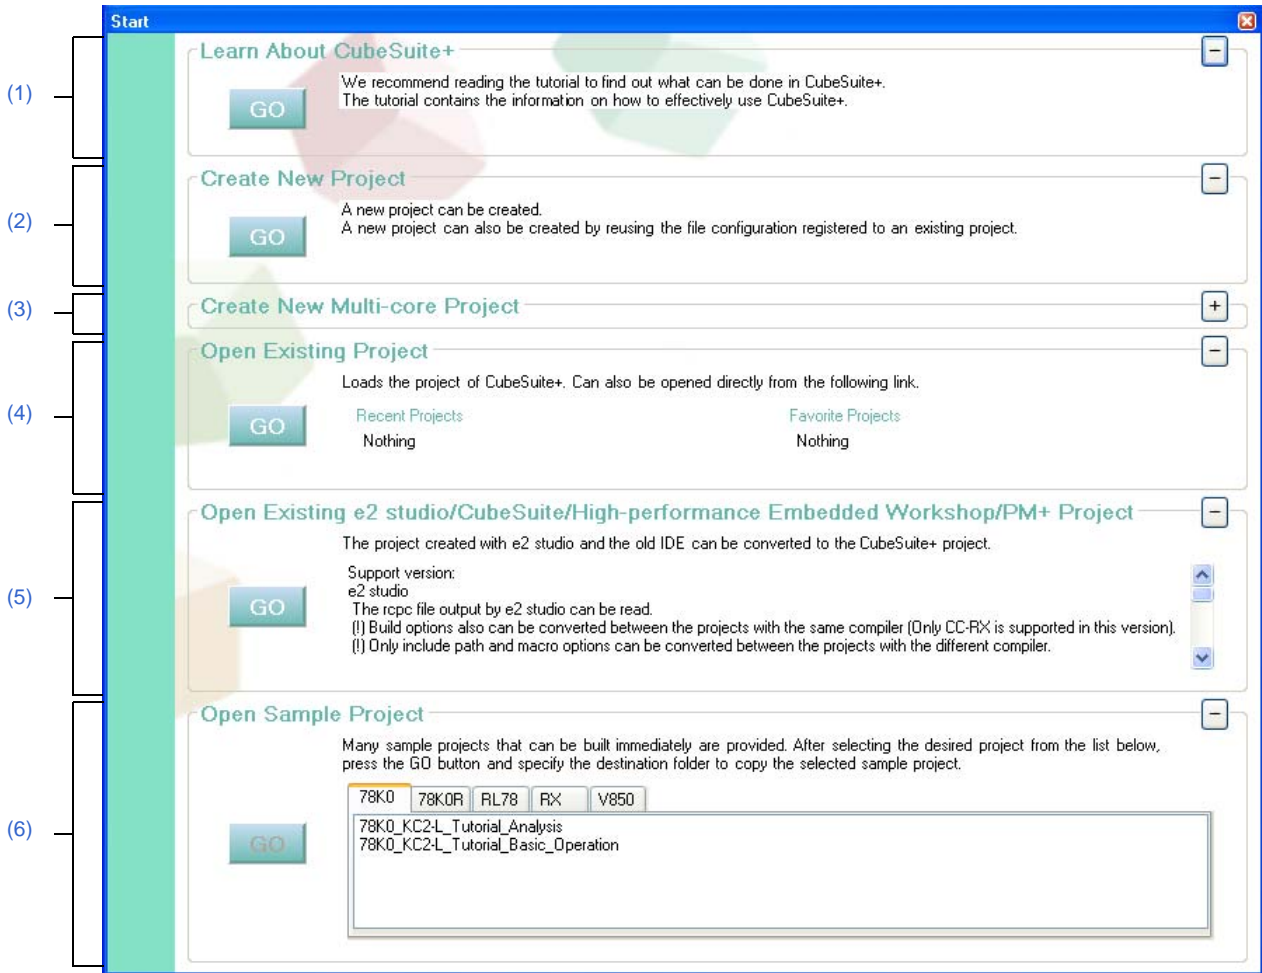 Start
(1)
Learn About CubeSuite+
GO
We recommend reading the tutorial to find out what can be done in CubeSuite+.
The tutorial contains the information on how to effectively use CubeSuite+.
(2)
Create New Project
GO
A new project can be created.
A new project can also be created by reusing the file configuration registered to an existing project.
(3)
Create New Multi-core Project
(4)
Open Existing Project
Loads the project of CubeSuite+. Can also be opened directly from the following link.
GO
Recent Projects
Nothing
Favorite Projects
Nothing
(5)
Open Existing e2 studio/CubeSuite/High-performance Embedded Workshop/PM+ Project
The project created with e2 studio and the old IDE can be converted to the CubeSuite+ project.
GO
Support version:
e2 studio
The rcpc file output by e2 studio can be read.
(!) Build options also can be converted between the projects with the same compiler (Only CC-RX is supported in this version).
(!) Only include path and macro options can be converted between the projects with the different compiler.
(6)
Open Sample Project
Many sample projects that can be built immediately are provided. After selecting the desired project from the list below,
press the GO button and specify the destination folder to copy the selected sample project.
GO
78K0 78K0R RL78 RX V850
78K0_KC2-L_Tutorial_Analysis
78K0_KC2-L_Tutorial_Basic_Operation